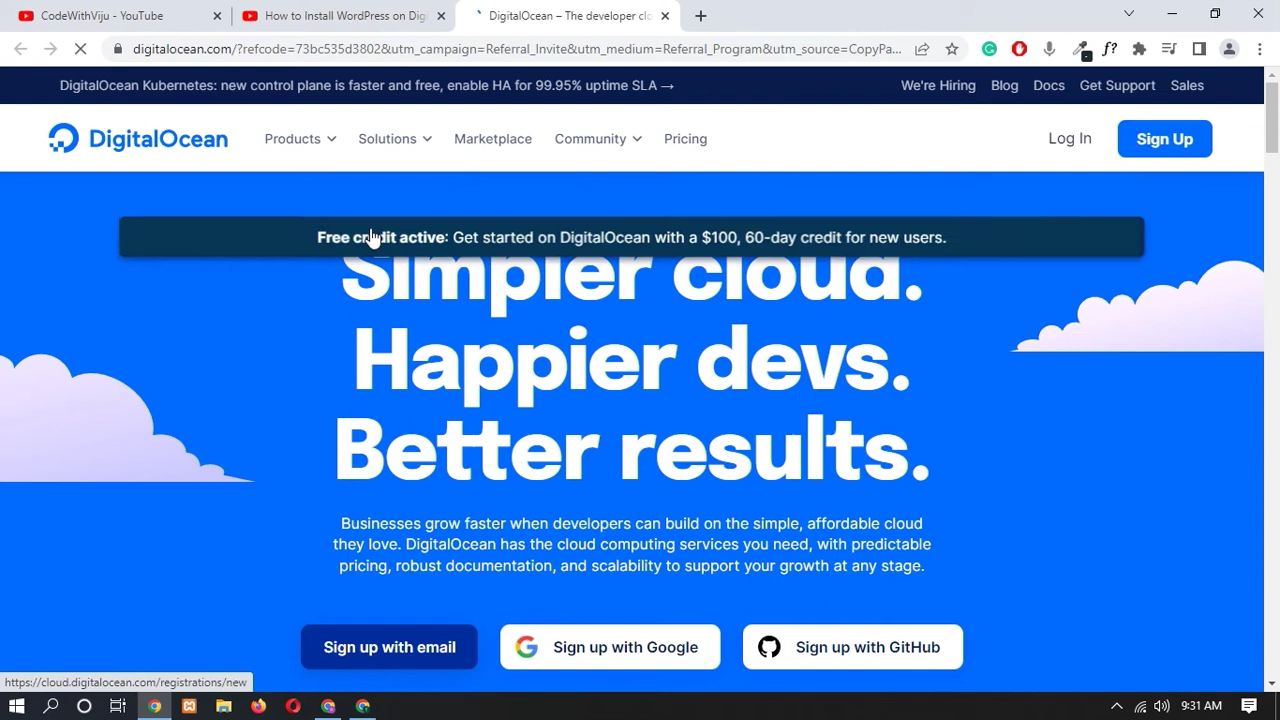 CodeWithViju - YouTube
How to Install WordPress on Digi
DigitalOcean – The developer clo
digitalocean.com/?refcode=73bc535d3802&utm_campaign=Referral_Invite&utm_medium=Referral_Program&utm_source=CopyPa...
DigitalOcean Kubernetes: new control plane is faster and free, enable HA for 99.95% uptime SLA →
We're Hiring Blog Docs Get Support Sales
DigitalOcean Products Solutions Marketplace Community Pricing Log In Sign Up
Free credit active: Get started on DigitalOcean with a $100, 60-day credit for new users.
Simpler cloud.
Happier devs.
Better results.
Businesses grow faster when developers can build on the simple, affordable cloud
they love. DigitalOcean has the cloud computing services you need, with predictable
pricing, robust documentation, and scalability to support your growth at any stage.
Sign up with email
Sign up with Google
Sign up with GitHub
https://cloud.digitalocean.com/registrations/new
9:31 AM